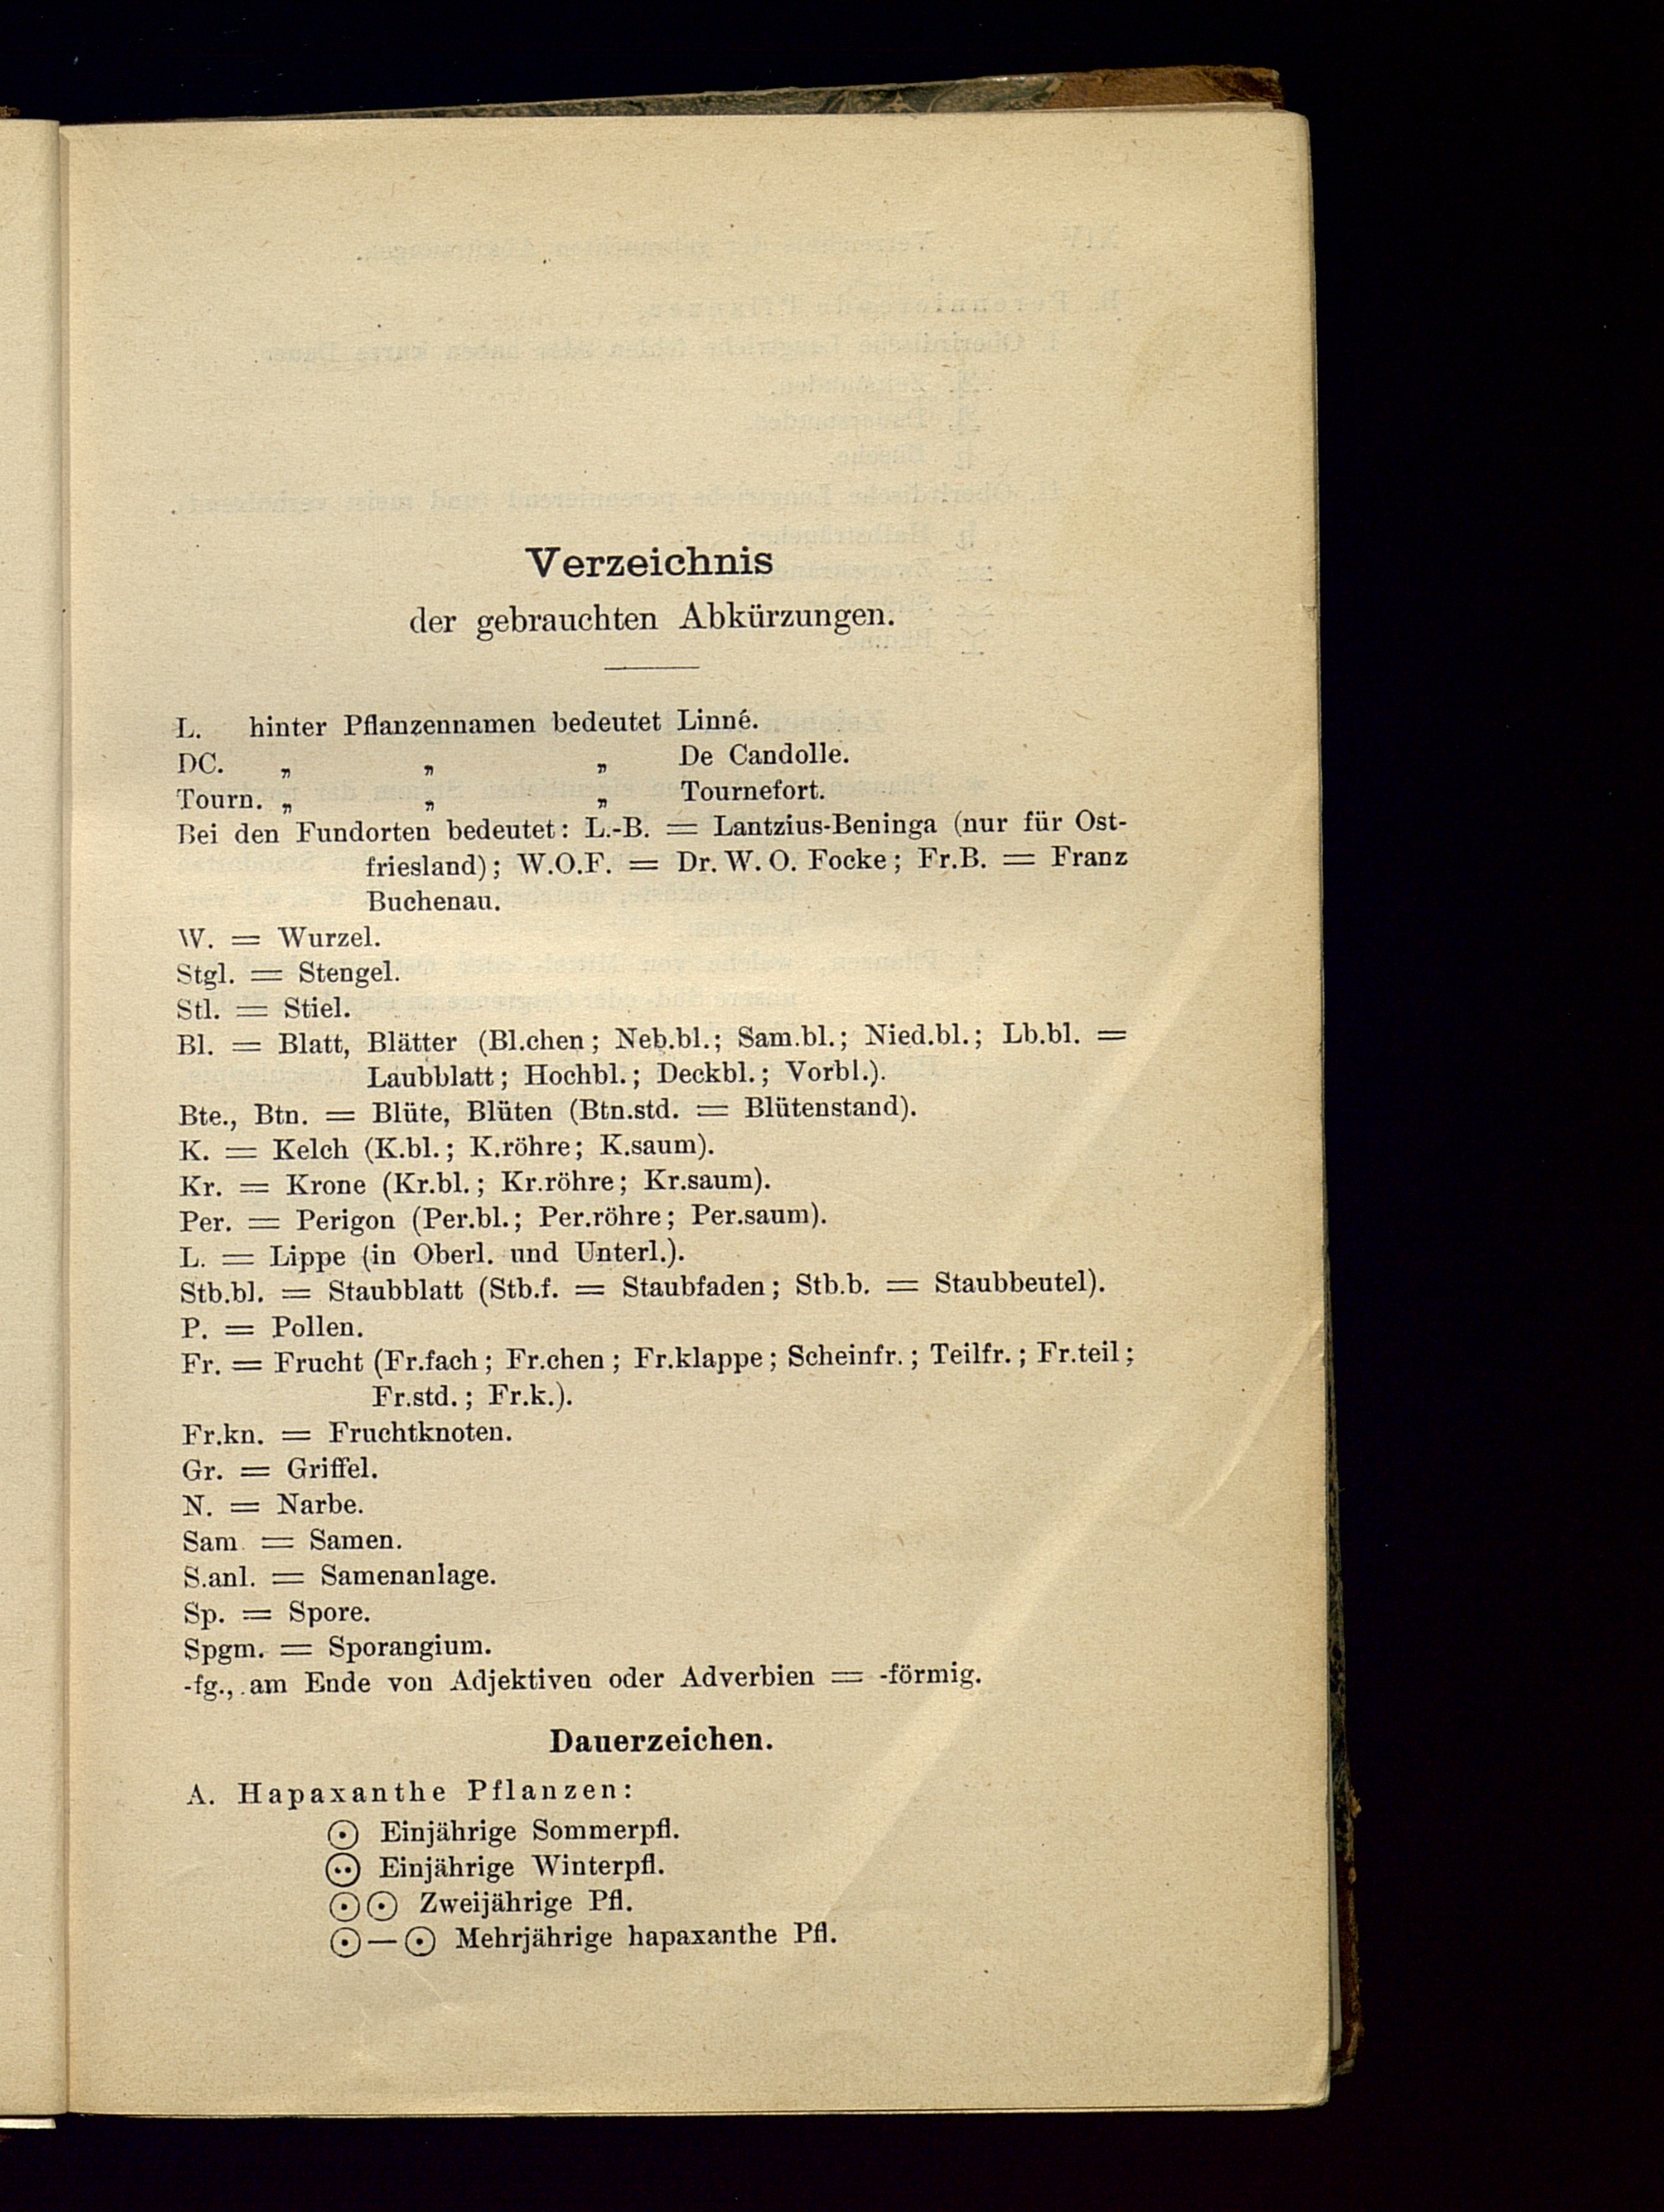 Verzeichnis
der gebrauchten Abkürzungen.
L. hinter Pflanzennamen bedeutet Linné.
DC. „ „ „ De Candolle.
Tourn. „ „ „ Tournefort.
Bei den Fundorten bedeutet: L.-B. = Lantzius-Beninga (nur für Ost-
friesland); W.O.F. = Dr. W. O. Focke; Fr.B. = Franz
Buchenau.
W. = Wurzel.
Stgl. = Stengel.
Stl. = Stiel.
Bl. = Blatt, Blätter (Bl.chen; Neb.bl.; Sam.bl.; Nied.bl.; Lb.bl. =
Laubblatt; Hochbl.; Deckbl.; Vorbl.).
Bte., Btn. = Blüte, Blüten (Btn.std. = Blütenstand).
K. = Kelch (K.bl.; K.röhre; K.saum).
Kr. = Krone (Kr.bl.; Kr.röhre; Kr.saum).
Per. = Perigon (Per.bl.; Per.röhre; Per.saum).
L. = Lippe (in Oberl. und Unterl.).
Stb.bl. = Staubblatt (Stb.f. = Staubfaden; Stb.b. = Staubbeutel).
P. = Pollen.
Fr. = Frucht (Fr.fach; Fr.chen; Fr.klappe; Scheinfr.; Teilfr.; Fr.teil;
Fr.std.; Fr.k.).
Fr.kn. = Fruchtknoten.
Gr. = Griffel.
N. = Narbe.
Sam. = Samen.
S.anl. = Samenanlage.
Sp. = Spore.
Spgm. = Sporangium.
-fg., am Ende von Adjektiven oder Adverbien = -förmig.
Dauerzeichen.
A. Hapaxanthe Pflanzen:
⊙ Einjährige Sommerpfl.
⚇ Einjährige Winterpfl.
⊙⊙ Zweijährige Pfl.
⊙—⊙ Mehrjährige hapaxanthe Pfl.